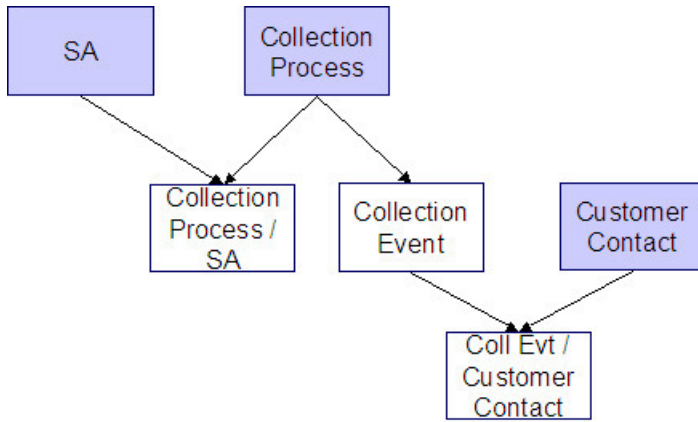 SA
Collection
Process
Collection
Process /
SA
Collection
Event
Customer
Contact
Coll Evt /
Customer
Contact